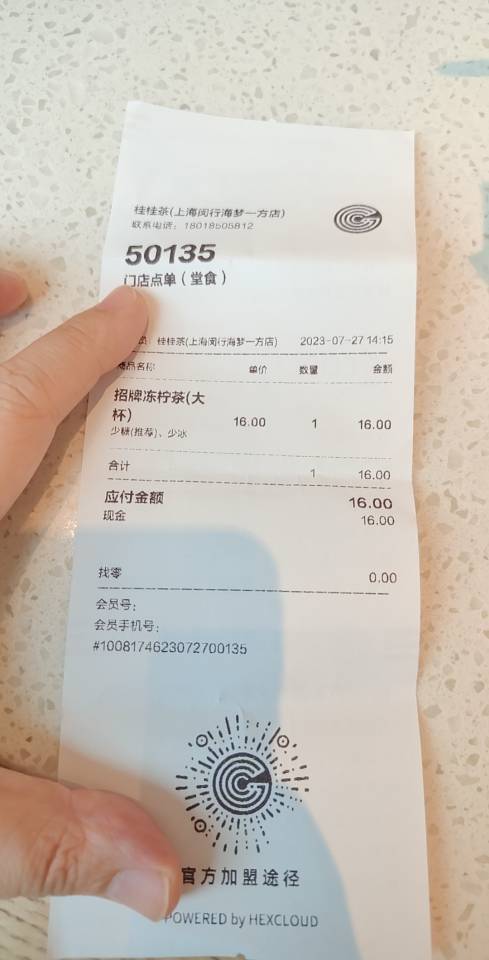 桂桂茶(上海闵行海梦一方店)
联系电话：18018505812
50135
门店点单（堂食）
桂桂茶(上海闵行海梦一方店) 2023-07-27 14:15
商品名称 单价 数量 金额
招牌冻柠茶(大
杯) 16.00 1 16.00
少糖(推荐)、少冰
合计 1 16.00
应付金额 16.00
现金 16.00
找零 0.00
会员号：
会员手机号：
#1008174623072700135
官方加盟途径
POWERED by HEXCLOUD